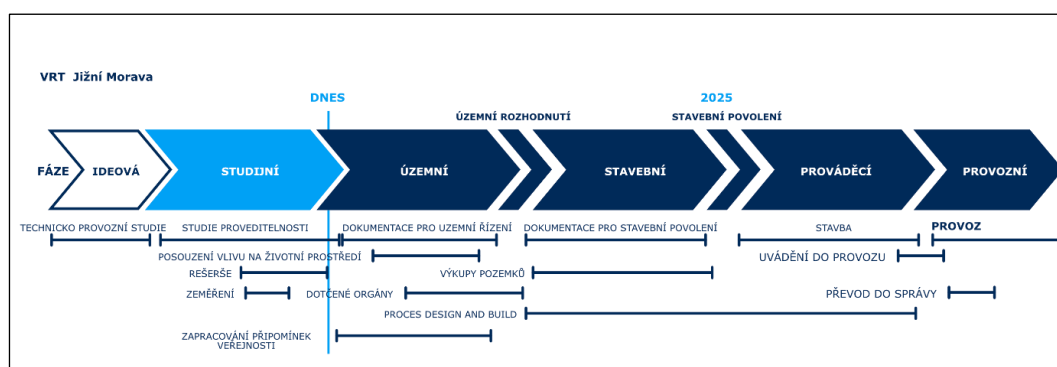 VRT Jižní Morava
DNES
2025
ÚZEMNÍ ROZHODNUTÍ
STAVEBNÍ POVOLENÍ
FÁZE
IDEOVÁ
STUDIJNÍ
ÚZEMNÍ
STAVEBNÍ
PROVÁDĚCÍ
PROVOZNÍ
TECHNICKO PROVOZNÍ STUDIE
STUDIE PROVEDITELNOSTI
DOKUMENTACE PRO UZEMNÍ ŘÍZENÍ
DOKUMENTACE PRO STAVEBNÍ POVOLENÍ
STAVBA
PROVOZ
POSOUZENÍ VLIVU NA ŽIVOTNÍ PROSTŘEDÍ
UVÁDĚNÍ DO PROVOZU
REŠERŠE
VÝKUPY POZEMKŮ
ZEMĚŘENÍ
DOTČENÉ ORGÁNY
PŘEVOD DO SPRÁVY
PROCES DESIGN AND BUILD
ZAPRACOVÁNÍ PŘIPOMÍNEK
VEŘEJNOSTI